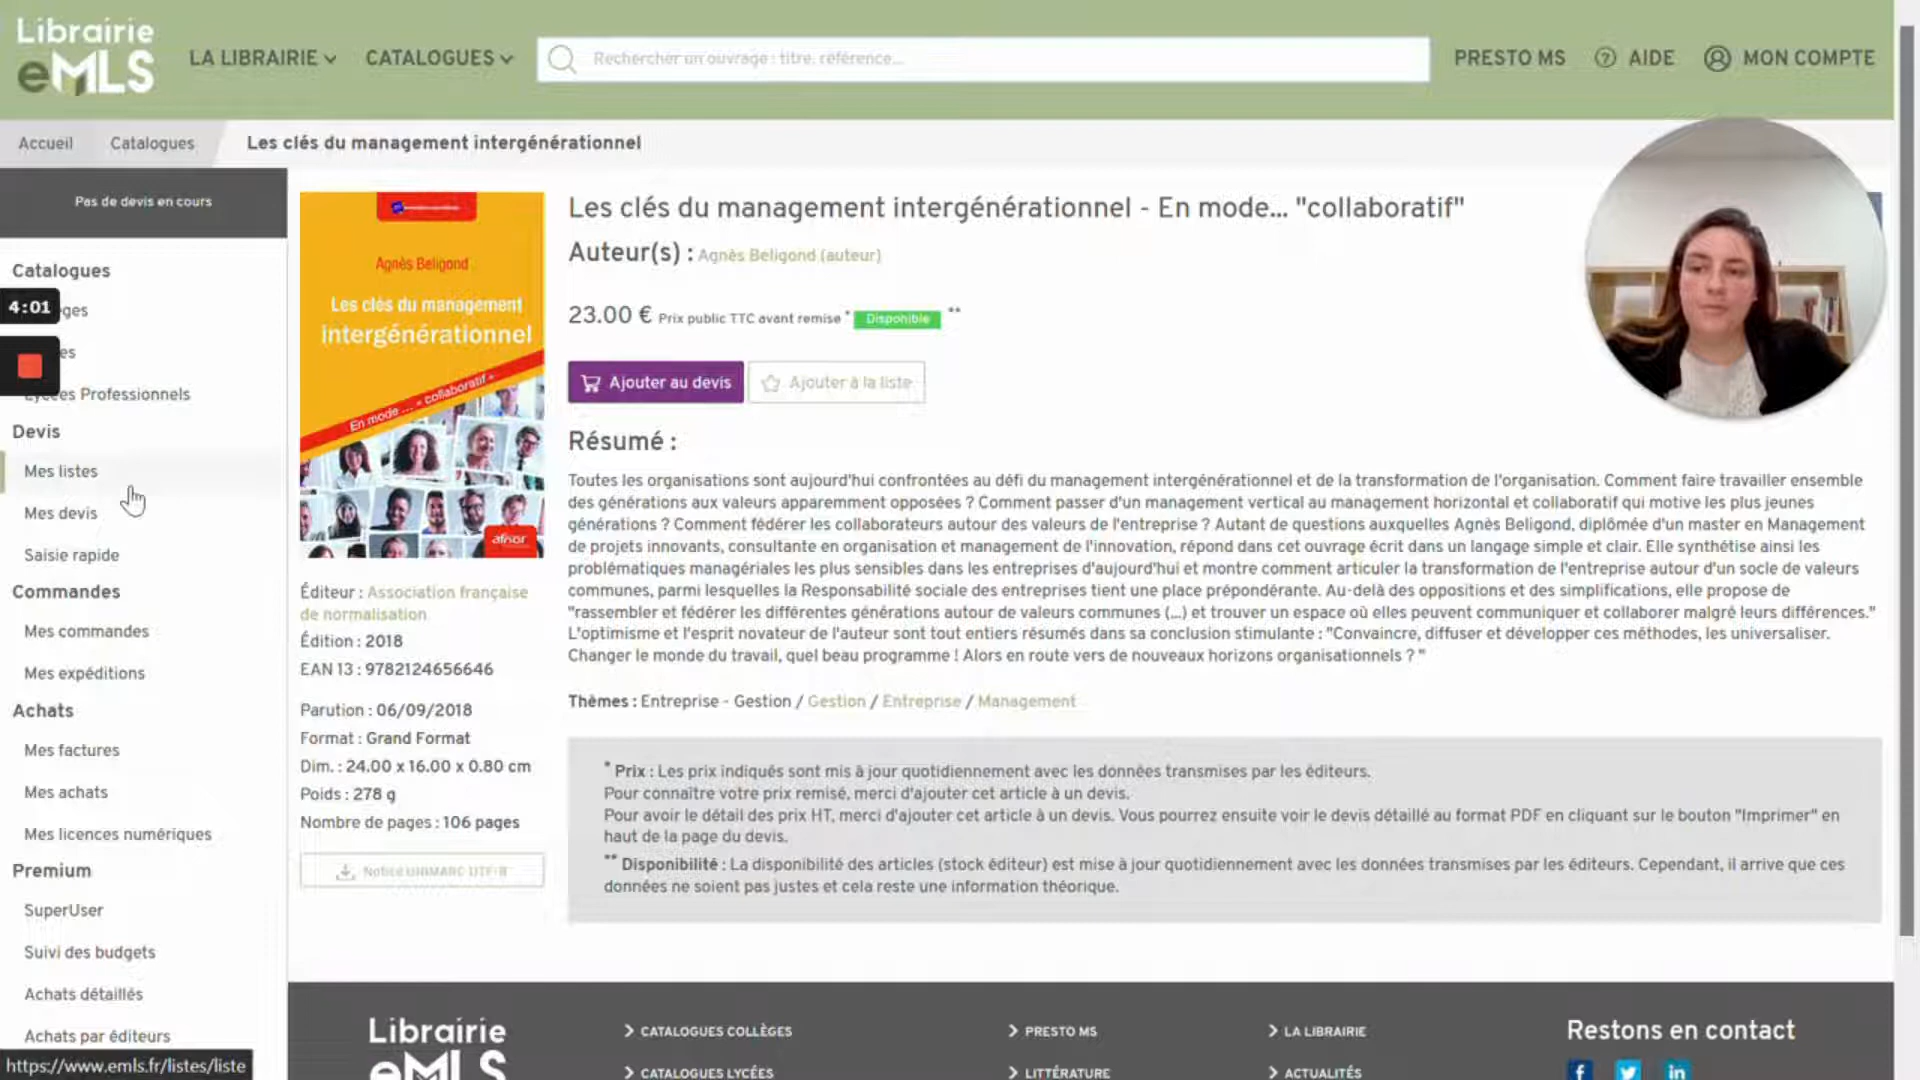 Librairie
eMLS
LA LIBRAIRIE
CATALOGUES
Rechercher un ouvrage : titre, référence...
PRESTO MS
AIDE
MON COMPTE
Accueil
Catalogues
Les clés du management intergénérationnel
Pas de devis en cours
Catalogues
4:01
Lycées Professionnels
Devis
Mes listes
Mes devis
Saisie rapide
Commandes
Mes commandes
Mes expéditions
Achats
Mes factures
Mes achats
Mes licences numériques
Premium
SuperUser
Suivi des budgets
Achats détaillés
Achats par éditeurs
https://www.emls.fr/listes/liste
Agnès Beligond
Les clés du management
intergénérationnel
En mode ... « collaboratif »
afnor
Éditeur : Association française
de normalisation
Édition : 2018
EAN 13 : 9782124656646
Parution : 06/09/2018
Format : Grand Format
Dim. : 24.00 x 16.00 x 0.80 cm
Poids : 278 g
Nombre de pages : 106 pages
Notice UNIMARC UTF-8
Les clés du management intergénérationnel - En mode... "collaboratif"
Auteur(s) : Agnès Beligond (auteur)
23.00 € Prix public TTC avant remise * Disponible **
Ajouter au devis
Ajouter à la liste
Résumé :
Toutes les organisations sont aujourd'hui confrontées au défi du management intergénérationnel et de la transformation de l'organisation. Comment faire travailler ensemble
des générations aux valeurs apparemment opposées ? Comment passer d'un management vertical au management horizontal et collaboratif qui motive les plus jeunes
générations ? Comment fédérer les collaborateurs autour des valeurs de l'entreprise ? Autant de questions auxquelles Agnès Beligond, diplômée d'un master en Management
de projets innovants, consultante en organisation et management de l'innovation, répond dans cet ouvrage écrit dans un langage simple et clair. Elle synthétise ainsi les
problématiques managériales les plus sensibles dans les entreprises d'aujourd'hui et montre comment articuler la transformation de l'entreprise autour d'un socle de valeurs
communes, parmi lesquelles la Responsabilité sociale des entreprises tient une place prépondérante. Au-delà des oppositions et des simplifications, elle propose de
"rassembler et fédérer les différentes générations autour de valeurs communes (...) et trouver un espace où elles peuvent communiquer et collaborer malgré leurs différences."
L'optimisme et l'esprit novateur de l'auteur sont tout entiers résumés dans sa conclusion stimulante : "Convaincre, diffuser et développer ces méthodes, les universaliser.
Changer le monde du travail, quel beau programme ! Alors en route vers de nouveaux horizons organisationnels ? "
Thèmes : Entreprise - Gestion / Gestion / Entreprise / Management
* Prix : Les prix indiqués sont mis à jour quotidiennement avec les données transmises par les éditeurs.
Pour connaître votre prix remisé, merci d'ajouter cet article à un devis.
Pour avoir le détail des prix HT, merci d'ajouter cet article à un devis. Vous pourrez ensuite voir le devis détaillé au format PDF en cliquant sur le bouton "Imprimer" en
haut de la page du devis.
** Disponibilité : La disponibilité des articles (stock éditeur) est mise à jour quotidiennement avec les données transmises par les éditeurs. Cependant, il arrive que ces
données ne soient pas justes et cela reste une information théorique.
Librairie
eMLS
CATALOGUES COLLÈGES
CATALOGUES LYCÉES
PRESTO MS
LITTÉRATURE
LA LIBRAIRIE
ACTUALITÉS
Restons en contact